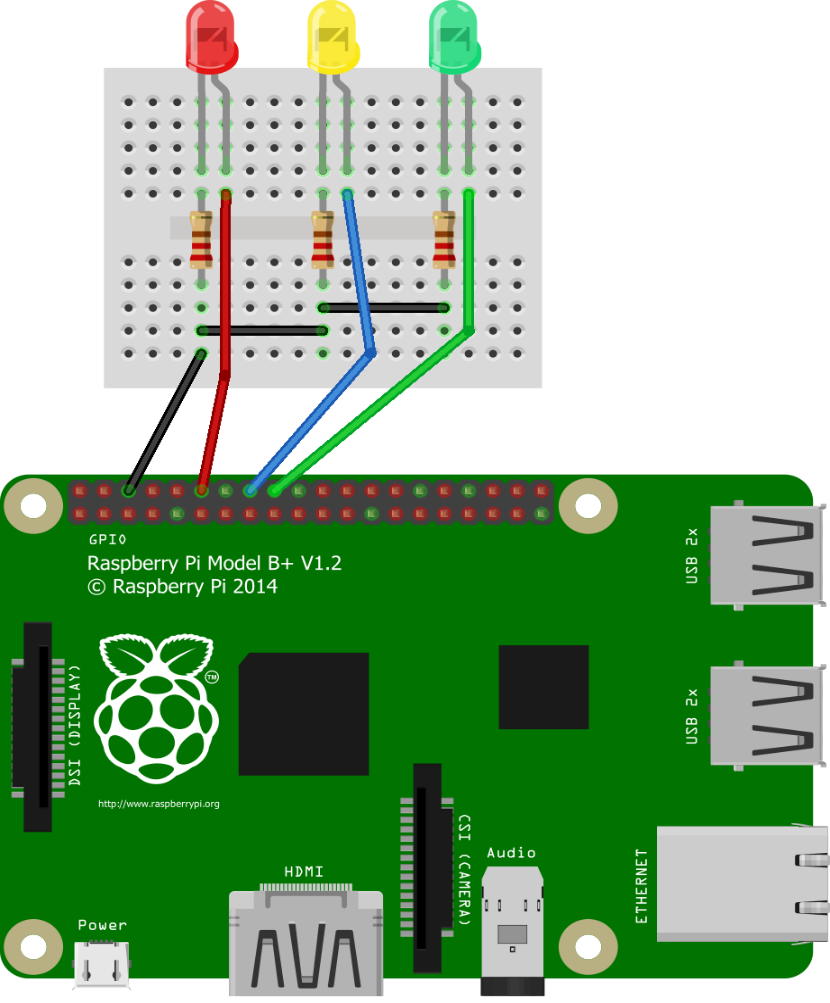 GPIO
Raspberry Pi Model B+ V1.2
© Raspberry Pi 2014
USB 2x
DSI (DISPLAY)
TM
USB 2x
http://www.raspberrypi.org
CSI (CAMERA)
Audio
ETHERNET
HDMI
Power